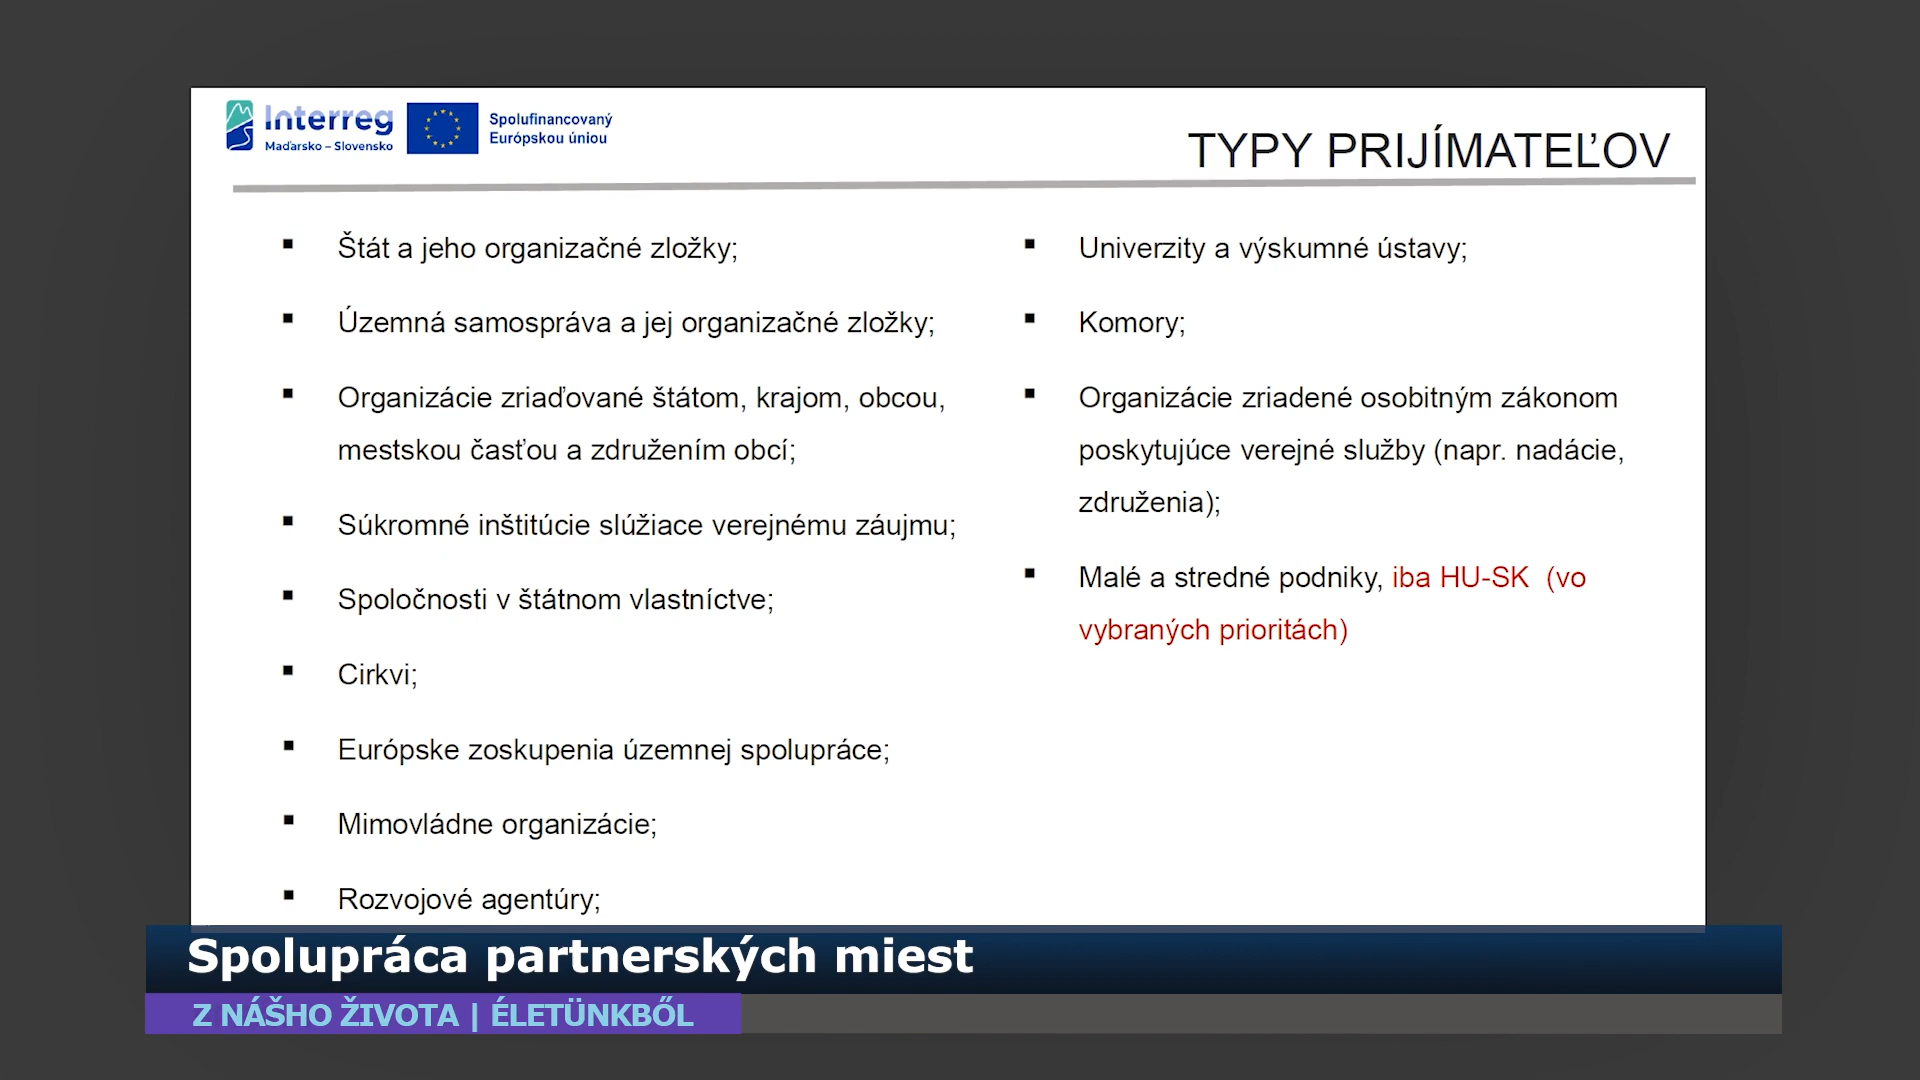 Interreg
Maďarsko – Slovensko
Spolufinancovaný
Európskou úniou
TYPY PRIJÍMATEĽOV
▪ Štát a jeho organizačné zložky;
▪ Územná samospráva a jej organizačné zložky;
▪ Organizácie zriaďované štátom, krajom, obcou,
mestskou časťou a združením obcí;
▪ Súkromné inštitúcie slúžiace verejnému záujmu;
▪ Spoločnosti v štátnom vlastníctve;
▪ Cirkvi;
▪ Európske zoskupenia územnej spolupráce;
▪ Mimovládne organizácie;
▪ Rozvojové agentúry;
▪ Univerzity a výskumné ústavy;
▪ Komory;
▪ Organizácie zriadené osobitným zákonom
poskytujúce verejné služby (napr. nadácie,
združenia);
▪ Malé a stredné podniky, iba HU-SK (vo
vybraných prioritách)
Spolupráca partnerských miest
Z NÁŠHO ŽIVOTA | ÉLETÜNKBŐL